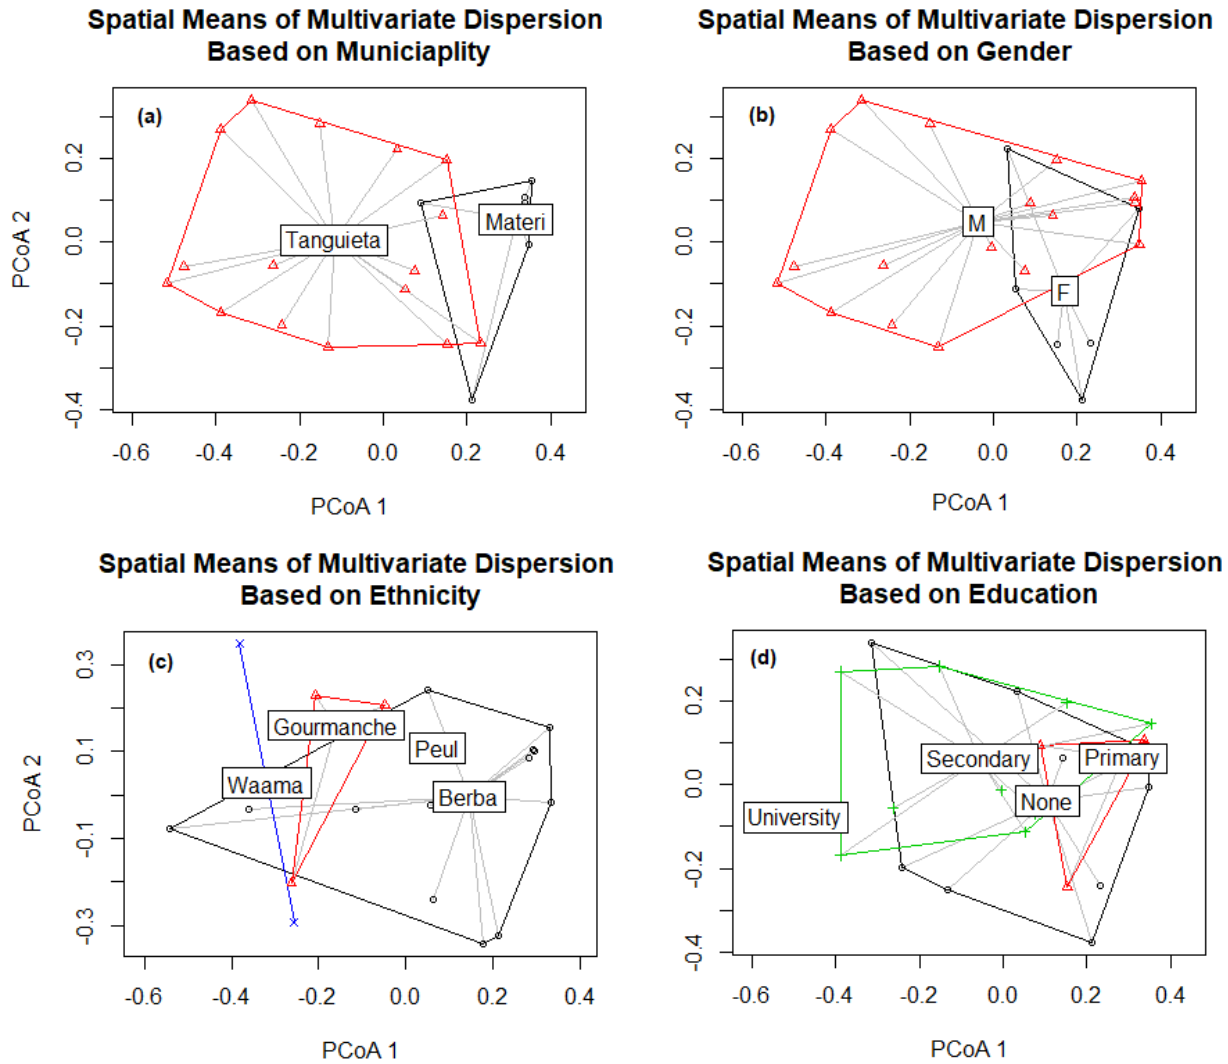 Spatial Means of Multivariate Dispersion
Based on Municiaplity
(a)
Tanguieta
Materi
PCoA 2
0.2
0.0
-0.2
-0.4
-0.6
-0.4
-0.2
0.0
0.2
0.4
PCoA 1
Spatial Means of Multivariate Dispersion
Based on Gender
(b)
M
F
0.2
0.0
-0.2
-0.4
-0.6
-0.4
-0.2
0.0
0.2
0.4
PCoA 1
Spatial Means of Multivariate Dispersion
Based on Ethnicity
(c)
Gourmanche
Peul
Waama
Berba
PCoA 2
0.3
0.1
-0.1
-0.3
-0.6
-0.4
-0.2
0.0
0.2
0.4
PCoA 1
Spatial Means of Multivariate Dispersion
Based on Education
(d)
Secondary
Primary
None
University
0.2
0.0
-0.2
-0.4
-0.6
-0.4
-0.2
0.0
0.2
0.4
PCoA 1